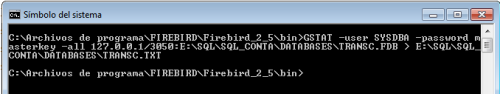 Símbolo del sistema
C:\Archivos de programa\FIREBIRD\Firebird_2_5\bin>GSTAT -user SYSDBA -password m
asterkey -all 127.0.0.1/3050:E:\SQL\SQL_CONTA\DATABASES\TRANSC.FDB > E:\SQL\SQL_
CONTA\DATABASES\TRANSC.TXT
C:\Archivos de programa\FIREBIRD\Firebird_2_5\bin>